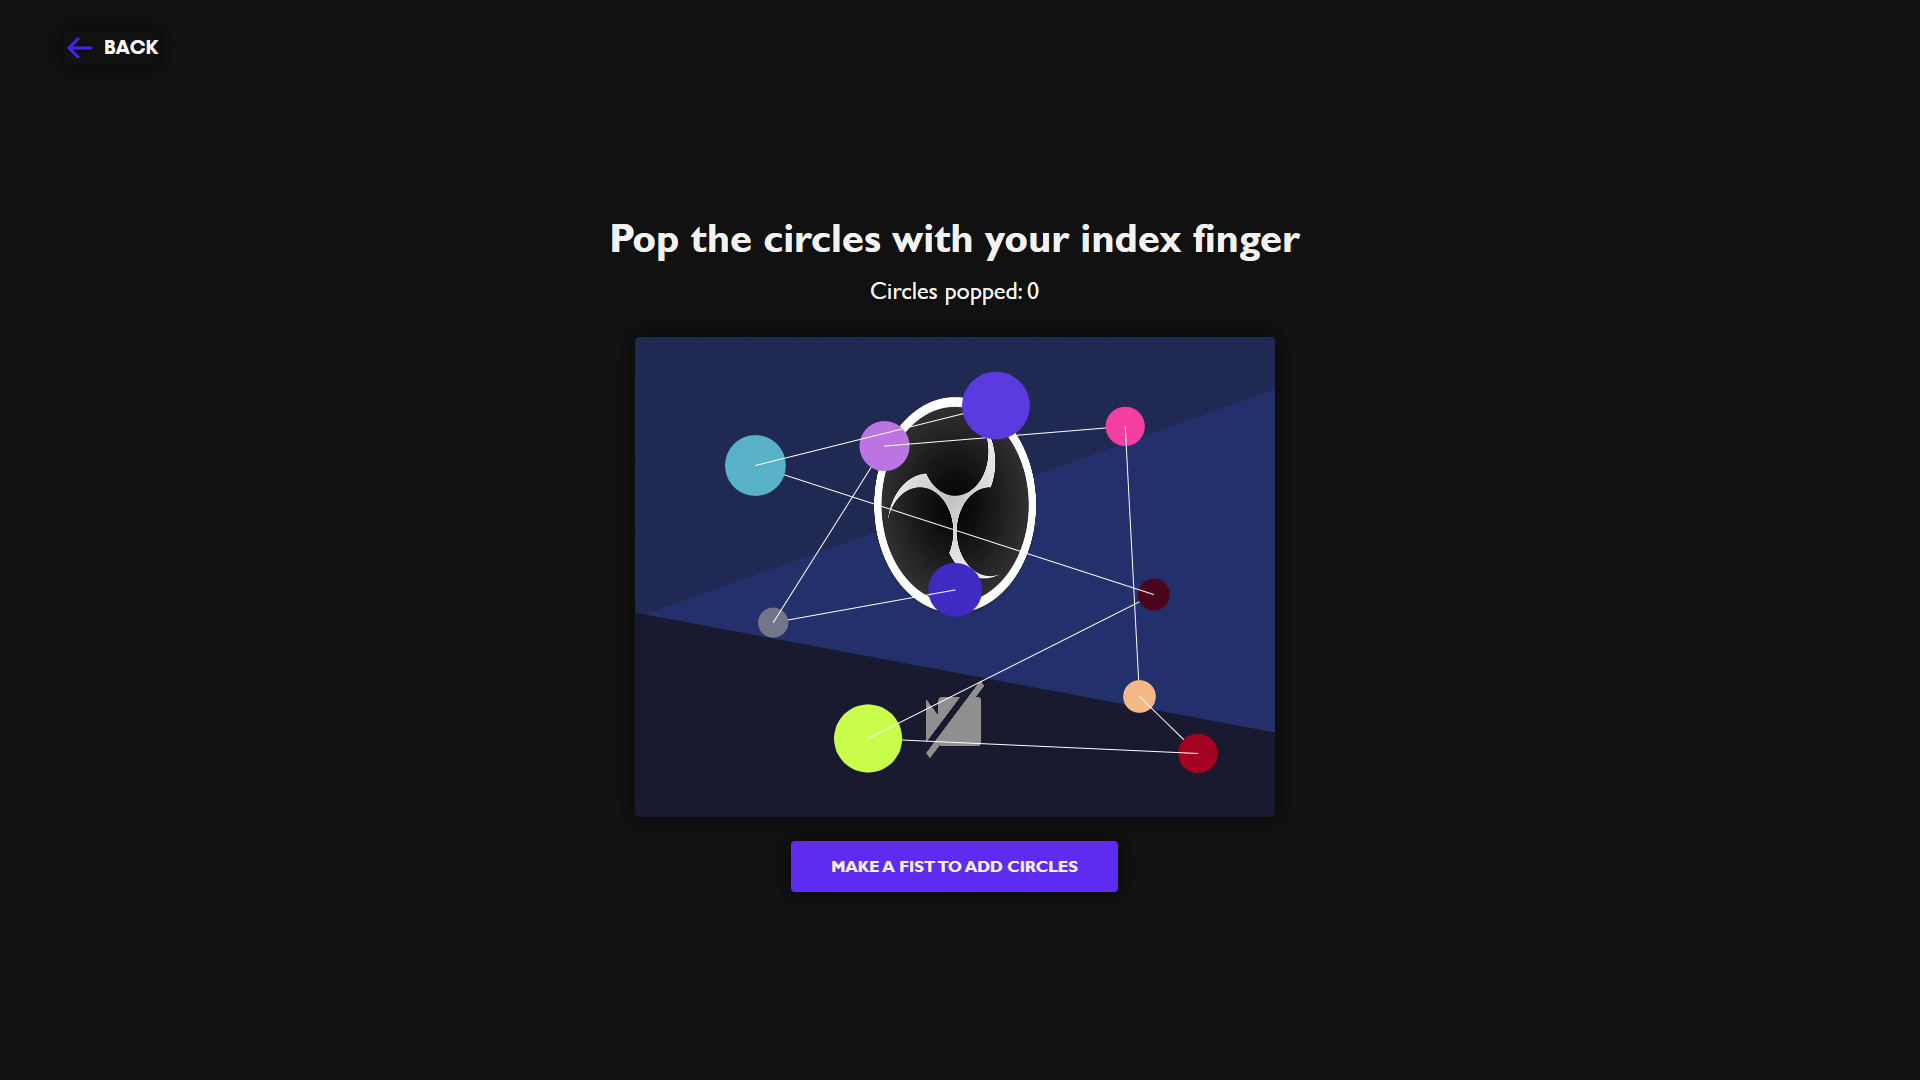 BACK
Pop the circles with your index finger
Circles popped: 0
MAKE A FIST TO ADD CIRCLES